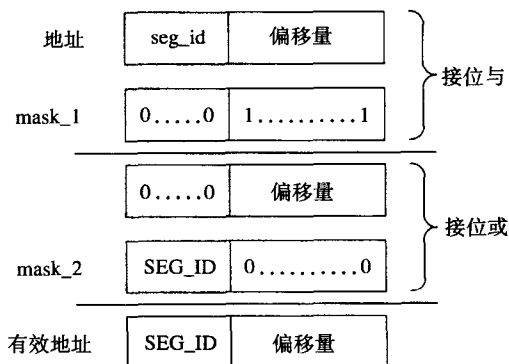 地址 seg_id 偏移量
接位与
mask_1 0.....0 1..........1
0.....0 偏移量
接位或
mask_2 SEG_ID 0..........0
有效地址 SEG_ID 偏移量